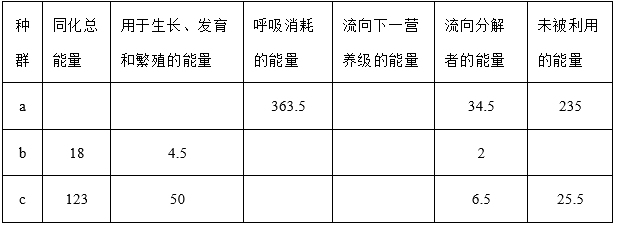 种群 同化总能量 用于生长、发育和繁殖的能量 呼吸消耗的能量 流向下一营养级的能量 流向分解者的能量 未被利用的能量
a 363.5 34.5 235
b 18 4.5 2
c 123 50 6.5 25.5